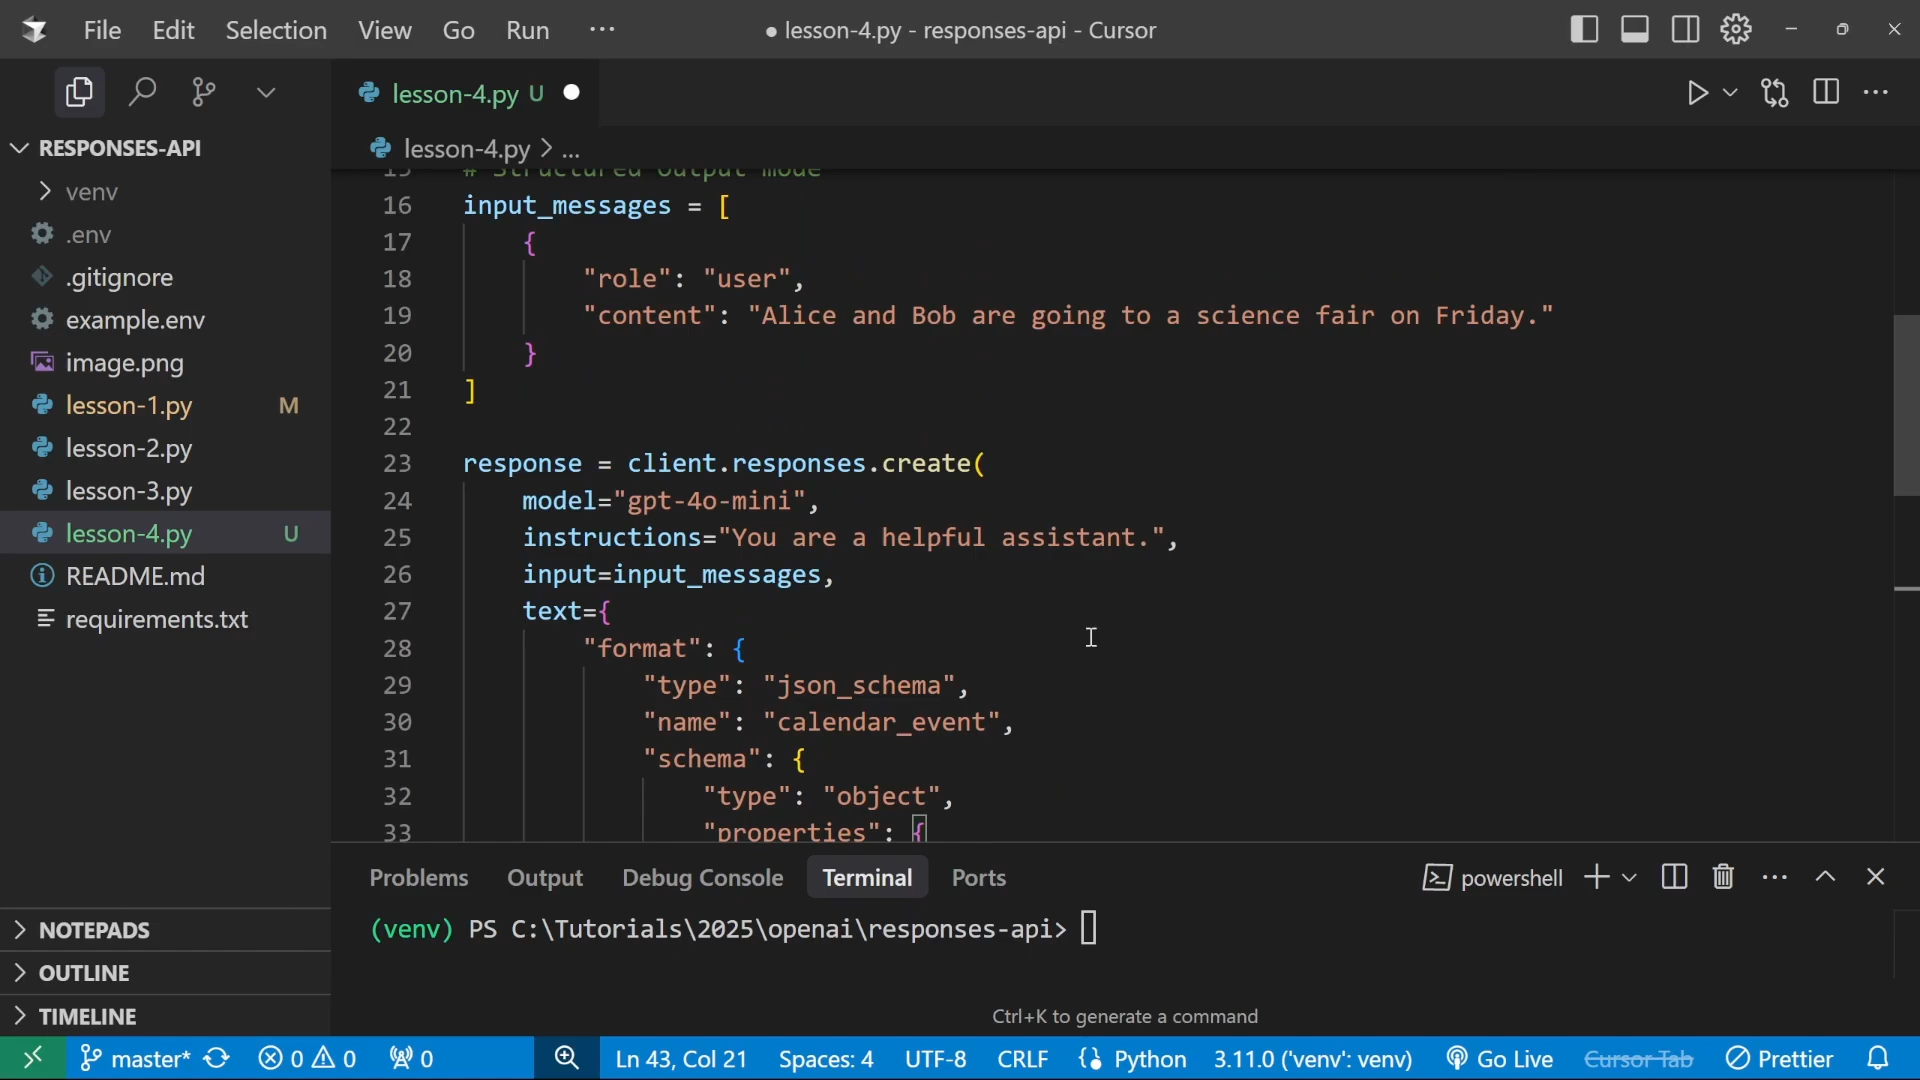 File Edit Selection View Go Run ··· ● lesson-4.py - responses-api - Cursor
lesson-4.py U
lesson-4.py > ...
RESPONSES-API
venv
.env
.gitignore
example.env
image.png
lesson-1.py M
lesson-2.py
lesson-3.py
lesson-4.py U
README.md
requirements.txt
NOTEPADS
OUTLINE
TIMELINE
15 # Structured output mode
16 input_messages = [
17 {
18 "role": "user",
19 "content": "Alice and Bob are going to a science fair on Friday."
20 }
21 ]
22
23 response = client.responses.create(
24 model="gpt-4o-mini",
25 instructions="You are a helpful assistant.",
26 input=input_messages,
27 text={
28 "format": {
29 "type": "json_schema",
30 "name": "calendar_event",
31 "schema": {
32 "type": "object",
33 "properties": {
Problems Output Debug Console Terminal Ports powershell
(venv) PS C:\Tutorials\2025\openai\responses-api>
Ctrl+K to generate a command
master* 0 0 0 Ln 43, Col 21 Spaces: 4 UTF-8 CRLF Python 3.11.0 ('venv': venv) Go Live Cursor Tab Prettier